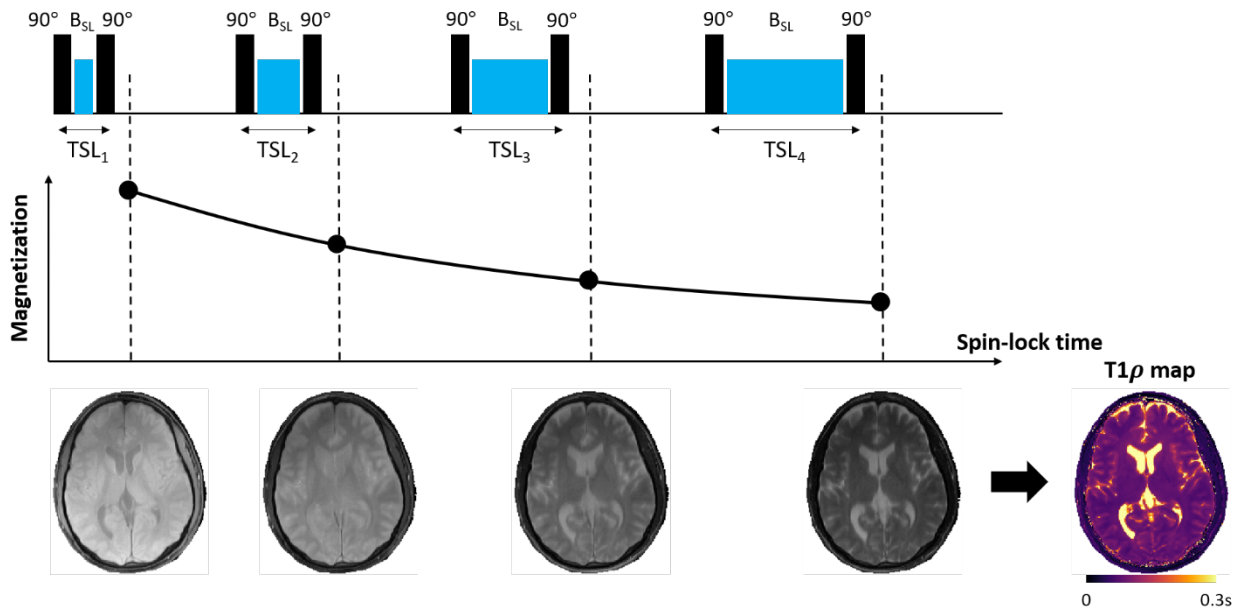 90° B_SL 90° 90° B_SL 90° 90° B_SL 90° 90° B_SL 90°
TSL₁ TSL₂ TSL₃ TSL₄
Magnetization
Spin-lock time
T1ρ map
0 0.3s